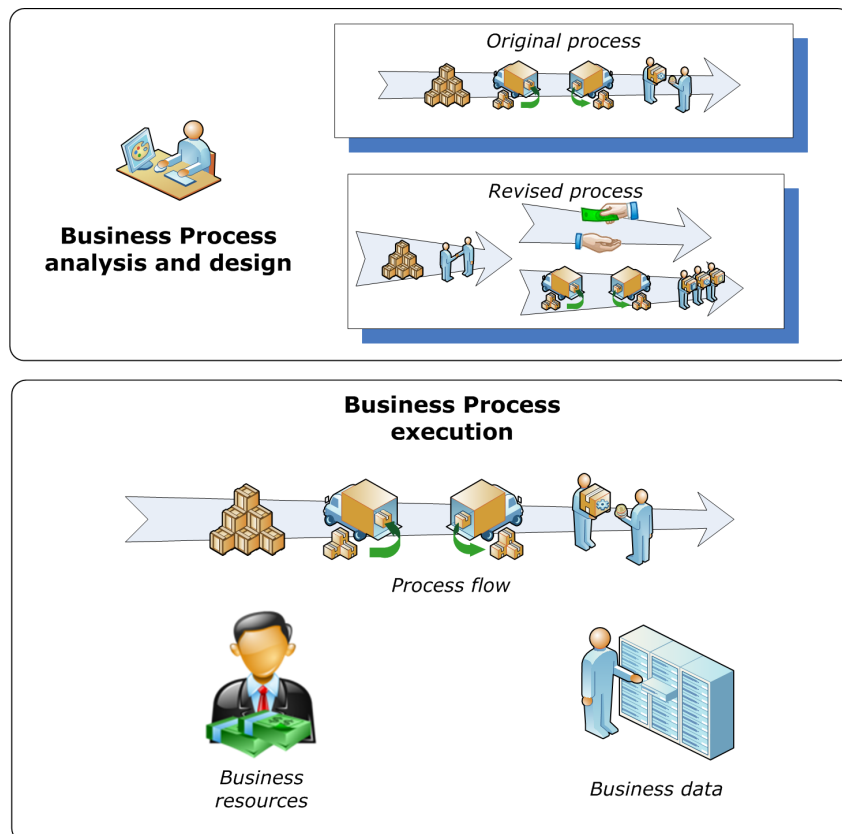 Original process
Revised process
Business Process
analysis and design
Business Process
execution
Process flow
Business
resources
Business data